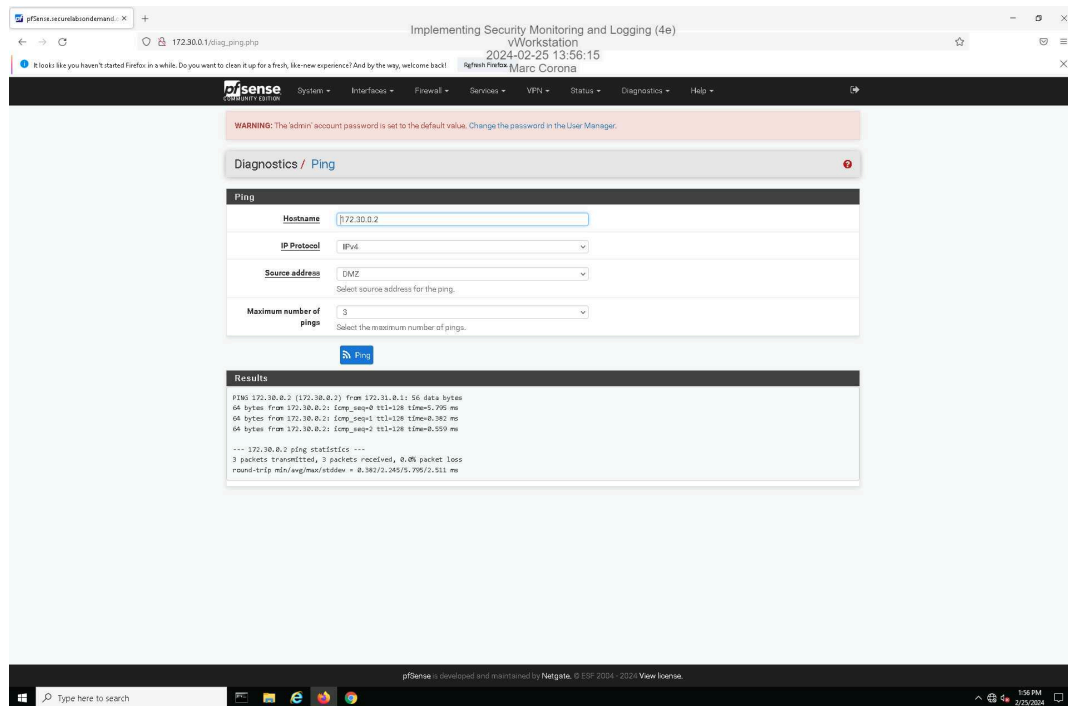 pfSense.securelabsondemand.c
Implementing Security Monitoring and Logging (4e)
vWorkstation
2024-02-25 13:56:15
Marc Corona
172.30.0.1/diag_ping.php
It looks like you haven't started Firefox in a while. Do you want to clean it up for a fresh, like-new experience? And by the way, welcome back!
Refresh Firefox
pfsense COMMUNITY EDITION System Interfaces Firewall Services VPN Status Diagnostics Help
WARNING: The 'admin' account password is set to the default value. Change the password in the User Manager.
Diagnostics / Ping
Ping
Hostname 172.30.0.2
IP Protocol IPv4
Source address DMZ
Select source address for the ping.
Maximum number of pings 3
Select the maximum number of pings.
Ping
Results
PING 172.30.0.2 (172.30.0.2) from 172.31.0.1: 56 data bytes
64 bytes from 172.30.0.2: icmp_seq=0 ttl=128 time=5.795 ms
64 bytes from 172.30.0.2: icmp_seq=1 ttl=128 time=0.382 ms
64 bytes from 172.30.0.2: icmp_seq=2 ttl=128 time=0.559 ms
--- 172.30.0.2 ping statistics ---
3 packets transmitted, 3 packets received, 0.0% packet loss
round-trip min/avg/max/stddev = 0.382/2.245/5.795/2.511 ms
pfSense is developed and maintained by Netgate. © ESF 2004 - 2024 View license.
Type here to search
1:56 PM
2/25/2024